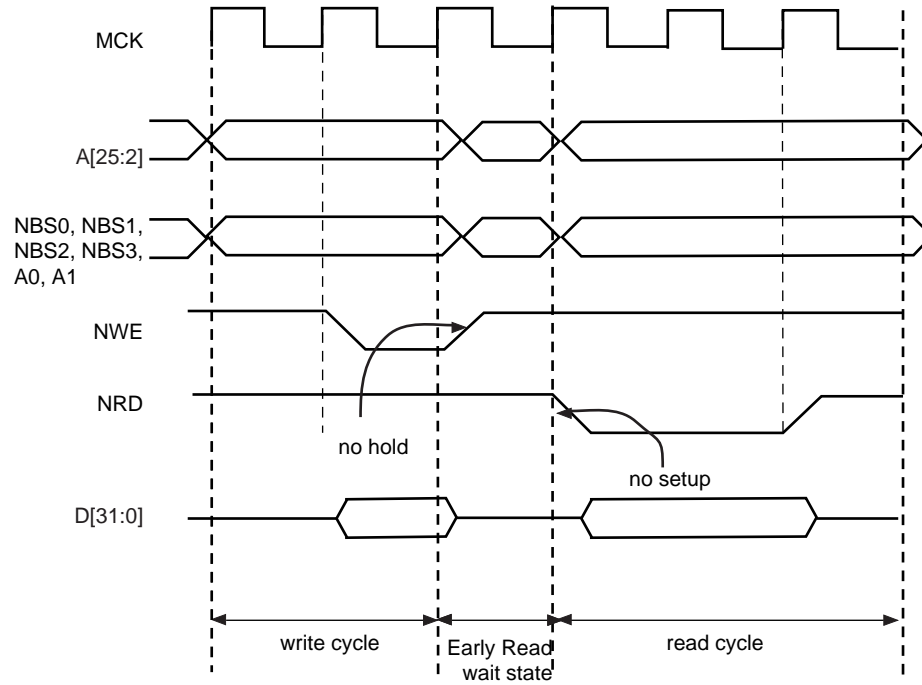 MCK
A[25:2]
NBS0, NBS1,
NBS2, NBS3,
A0, A1
NWE
NRD
no hold
no setup
D[31:0]
write cycle
Early Read
wait state
read cycle